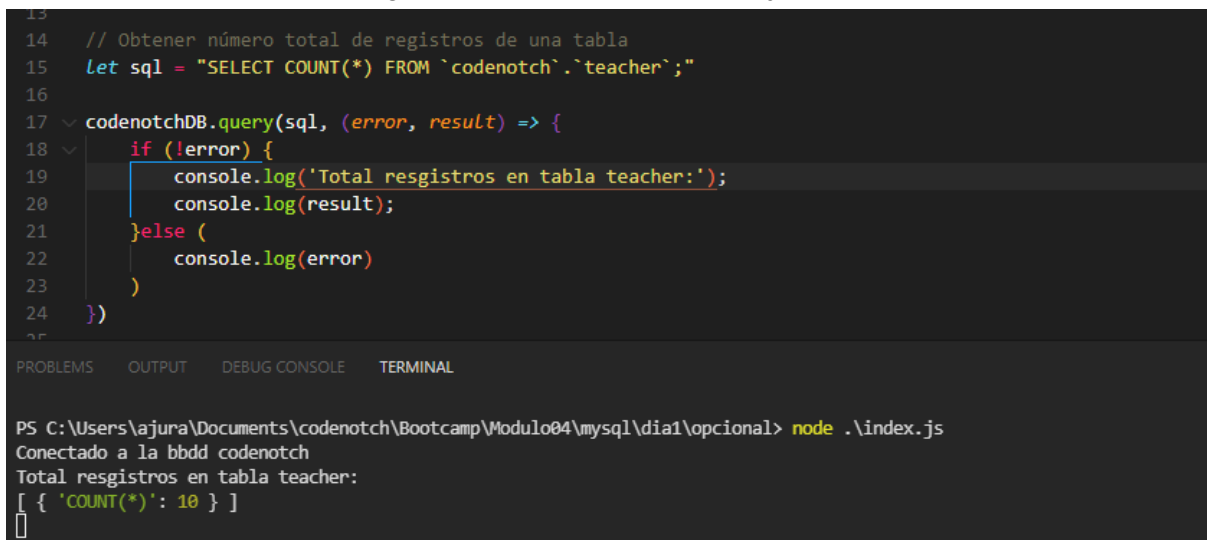 13
14 // Obtener número total de registros de una tabla
15 let sql = "SELECT COUNT(*) FROM `codenotch`.`teacher`;"
16
17 codenotchDB.query(sql, (error, result) => {
18 if (!error) {
19 console.log('Total resgistros en tabla teacher:');
20 console.log(result);
21 }else (
22 console.log(error)
23 )
24 })
25
PROBLEMS OUTPUT DEBUG CONSOLE TERMINAL
PS C:\Users\ajura\Documents\codenotch\Bootcamp\Modulo04\mysql\dia1\opcional> node .\index.js
Conectado a la bbdd codenotch
Total resgistros en tabla teacher:
[ { 'COUNT(*)': 10 } ]